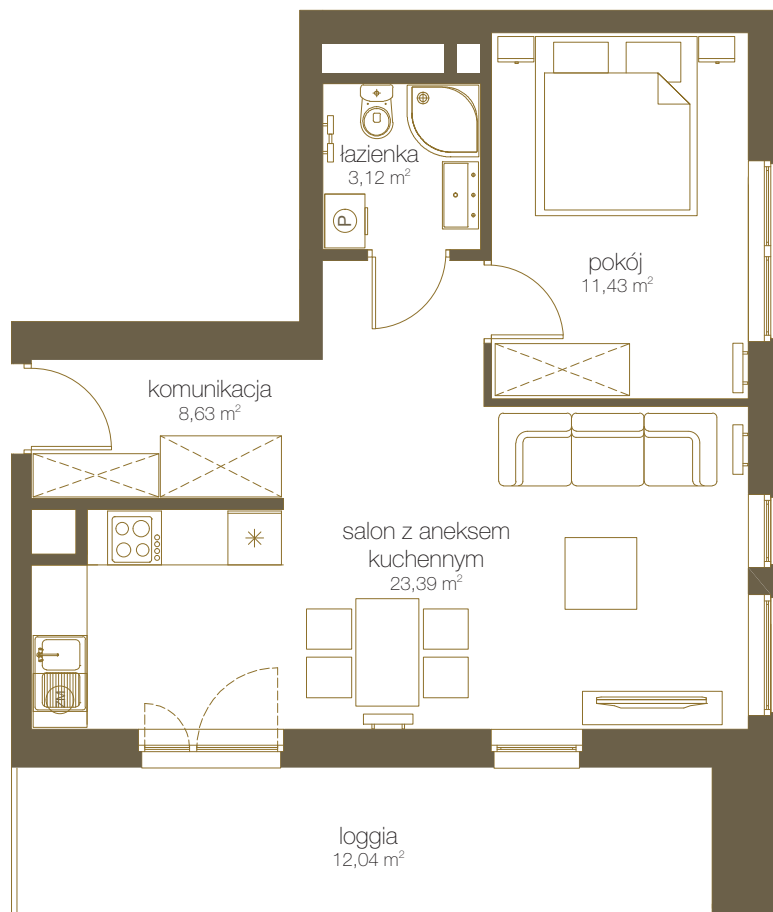 łazienka
3,12 m²
P
pokój
11,43 m²
komunikacja
8,63 m²
salon z aneksem
kuchennym
23,39 m²
ZM
loggia
12,04 m²